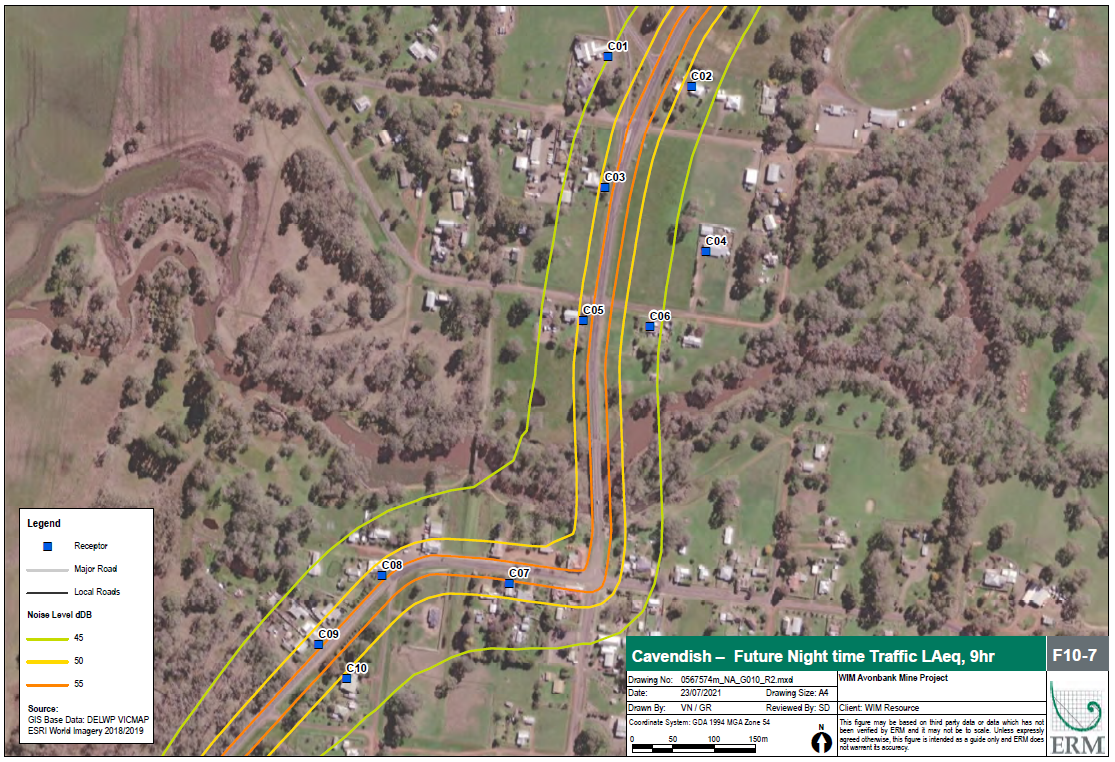 C01
C02
C03
C04
C05
C06
C07
C08
C09
C10
Legend
Receptor
Major Road
Local Roads
Noise Level dDB
45
50
55
Source:
GIS Base Data: DELWP VICMAP
ESRI World Imagery 2018/2019
Cavendish – Future Night time Traffic LAeq, 9hr
F10-7
Drawing No: 0567574m_NA_G010_R2.mxd
Date: 23/07/2021 Drawing Size: A4
Drawn By: VN / GR Reviewed By: SD
Coordinate System: GDA 1994 MGA Zone 54
0 50 100 150m
N
WIM Avonbank Mine Project
Client: WIM Resource
This figure may be based on third party data or data which has not
been verified by ERM and it may not be to scale. Unless expressly
agreed otherwise, this figure is intended as a guide only and ERM does
not warrant its accuracy.
ERM